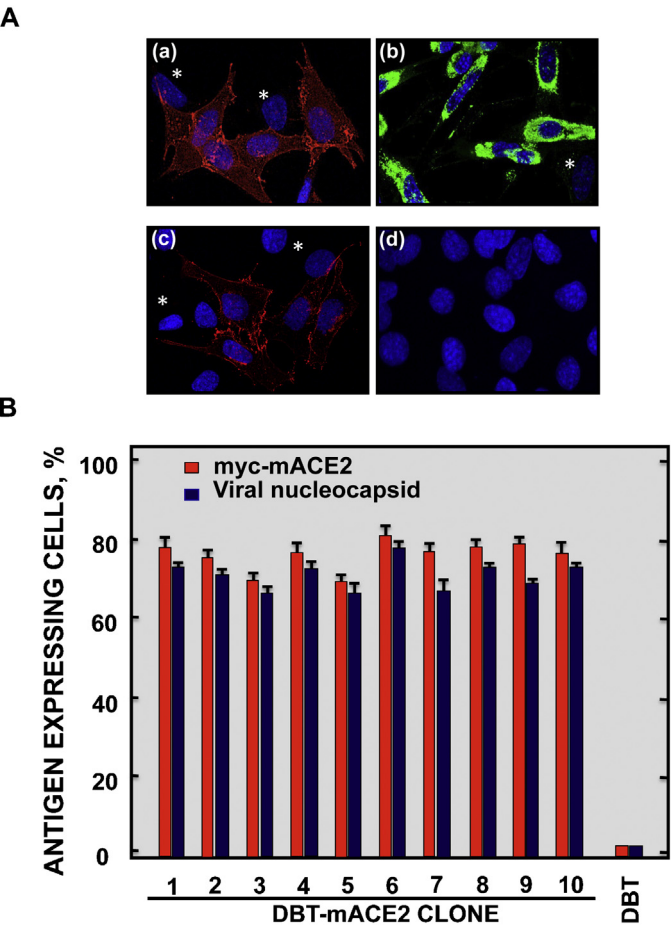 A
(a)
*
*
(b)
*
(c)
*
*
(d)
B
ANTIGEN EXPRESSING CELLS, %
100
80
60
40
20
0
myc-mACE2
Viral nucleocapsid
1 2 3 4 5 6 7 8 9 10
DBT-mACE2 CLONE
DBT